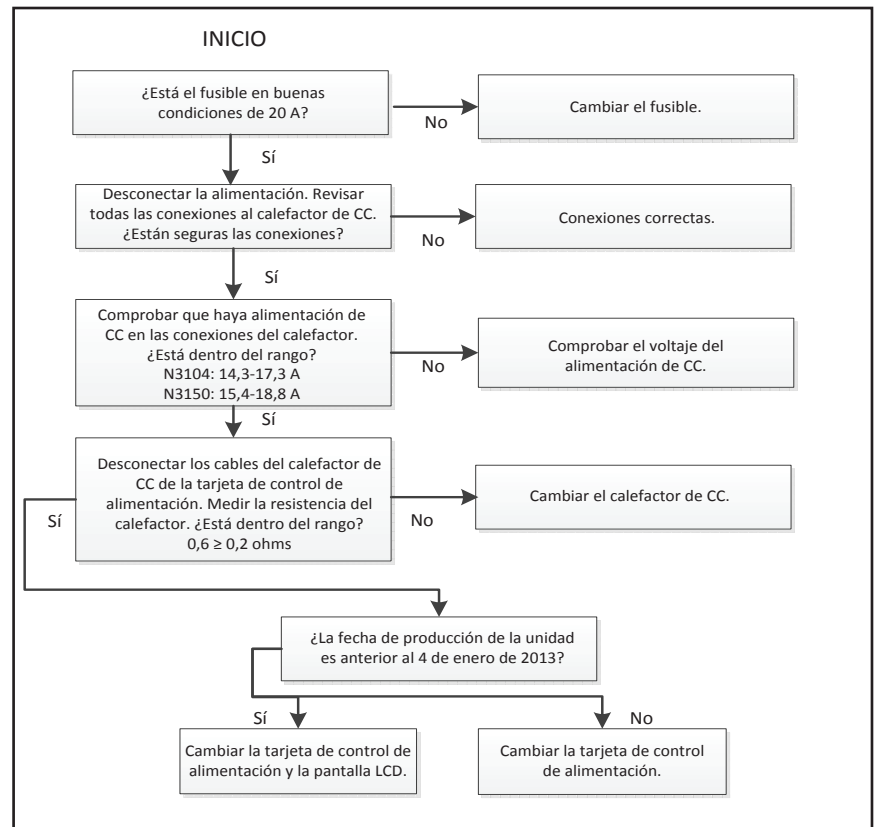 INICIO
¿Está el fusible en buenas
condiciones de 20 A?
No
Cambiar el fusible.
Sí
Desconectar la alimentación. Revisar
todas las conexiones al calefactor de CC.
¿Están seguras las conexiones?
No
Conexiones correctas.
Sí
Comprobar que haya alimentación de
CC en las conexiones del calefactor.
¿Está dentro del rango?
N3104: 14,3-17,3 A
N3150: 15,4-18,8 A
No
Comprobar el voltaje del
alimentación de CC.
Sí
Desconectar los cables del calefactor de
CC de la tarjeta de control de
alimentación. Medir la resistencia del
calefactor. ¿Está dentro del rango?
0,6 ≥ 0,2 ohms
No
Cambiar el calefactor de CC.
Sí
¿La fecha de producción de la unidad
es anterior al 4 de enero de 2013?
Sí
No
Cambiar la tarjeta de control de
alimentación y la pantalla LCD.
Cambiar la tarjeta de control
de alimentación.